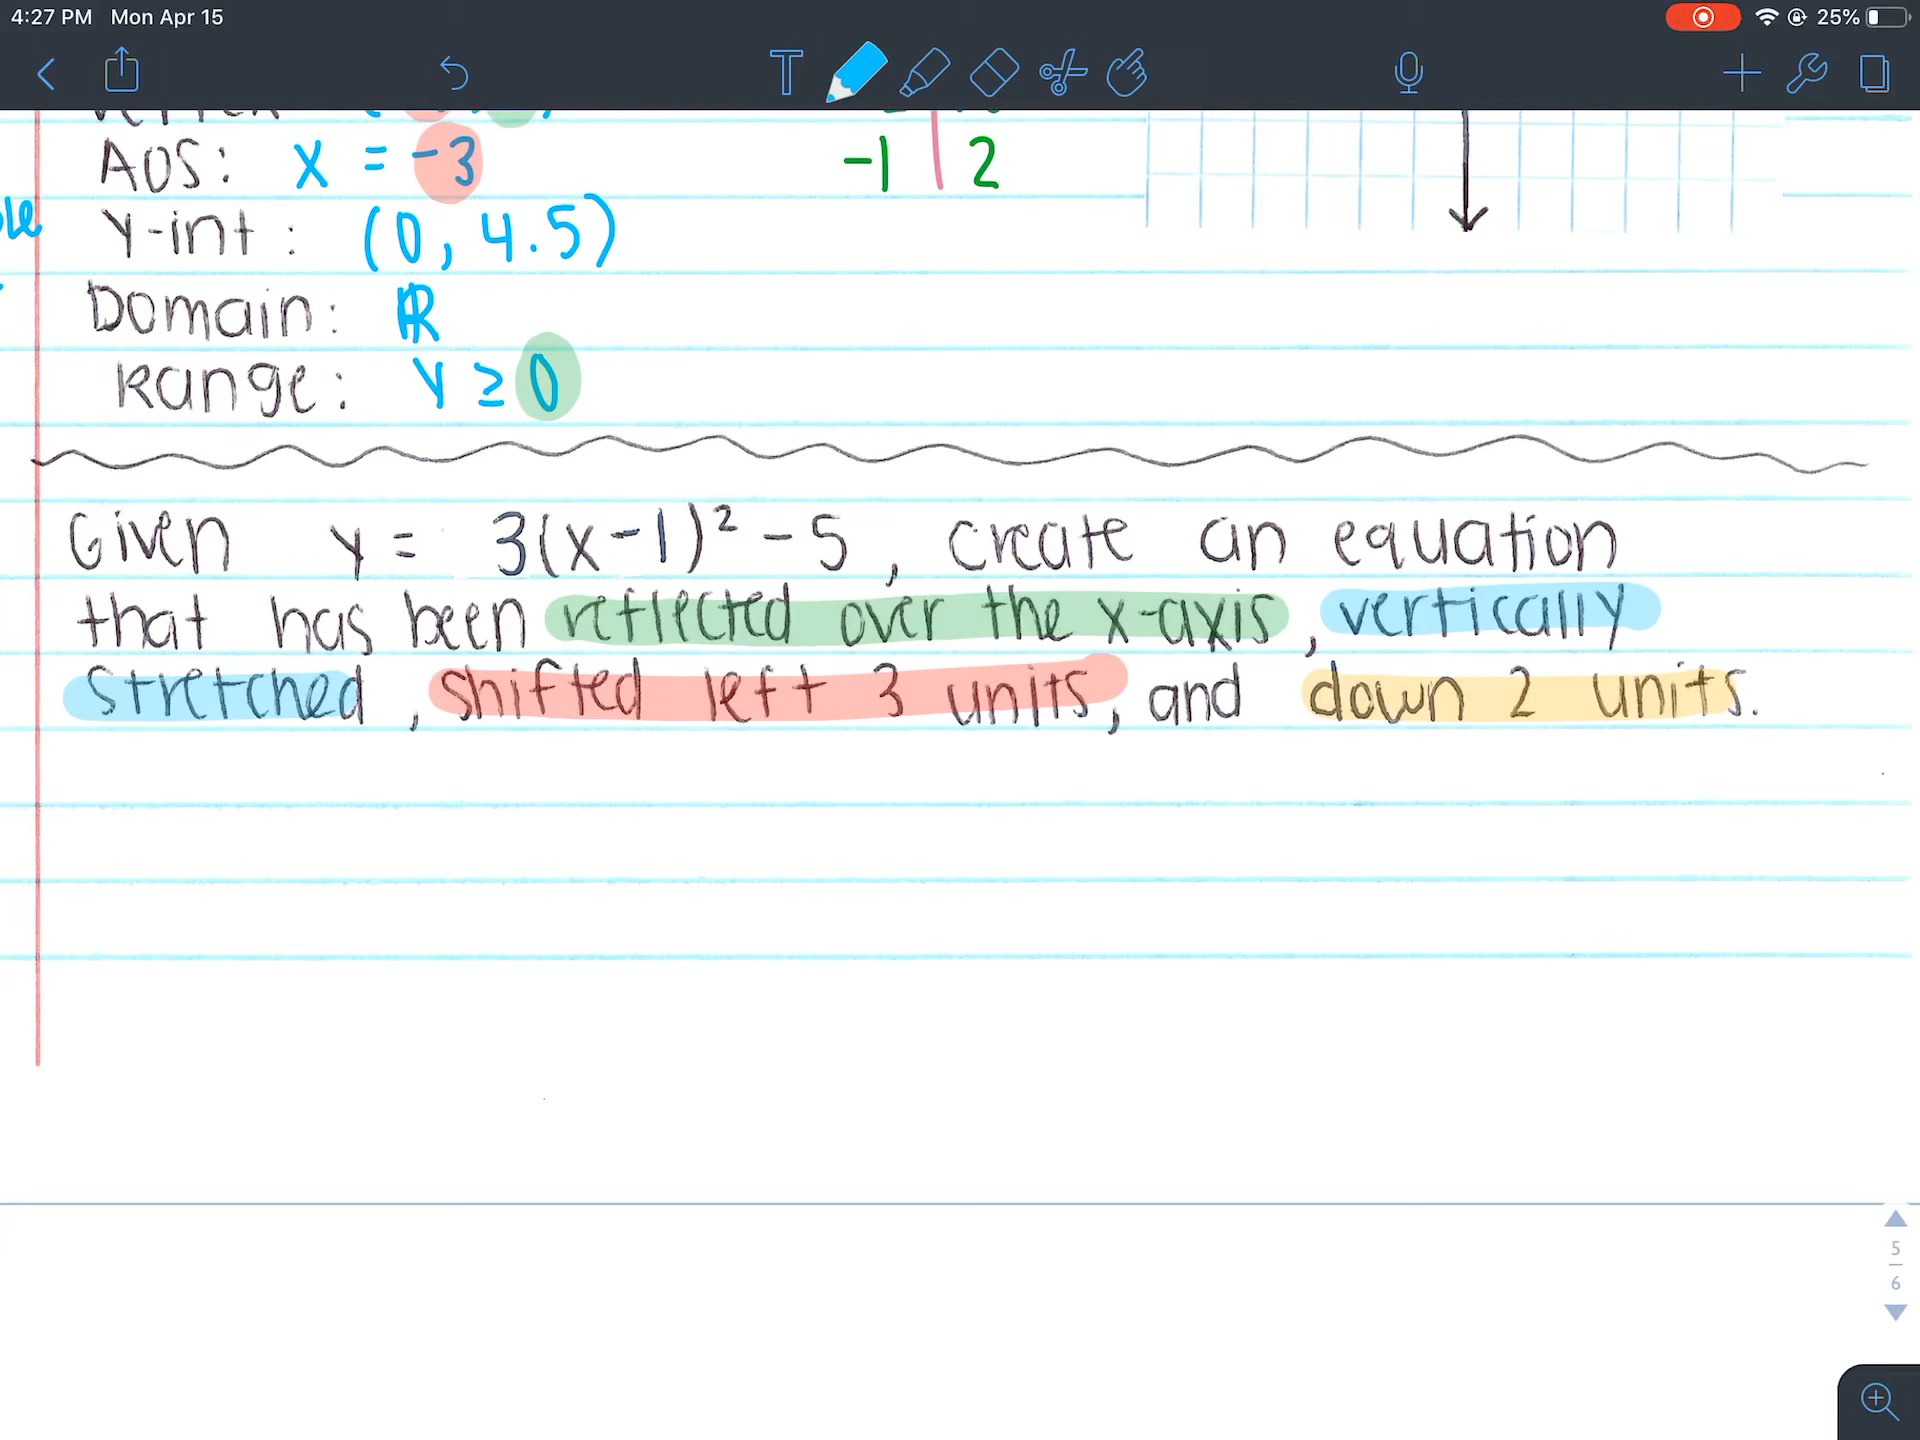 4:27 PM Mon Apr 15 25%
T
AOS: x = -3
-1 | 2
Y-int: (0, 4.5)
Domain: ℝ
Range: y ≥ 0
Given y = 3(x-1)² - 5, create an equation
that has been reflected over the x-axis, vertically
stretched, shifted left 3 units, and down 2 units.
5
6